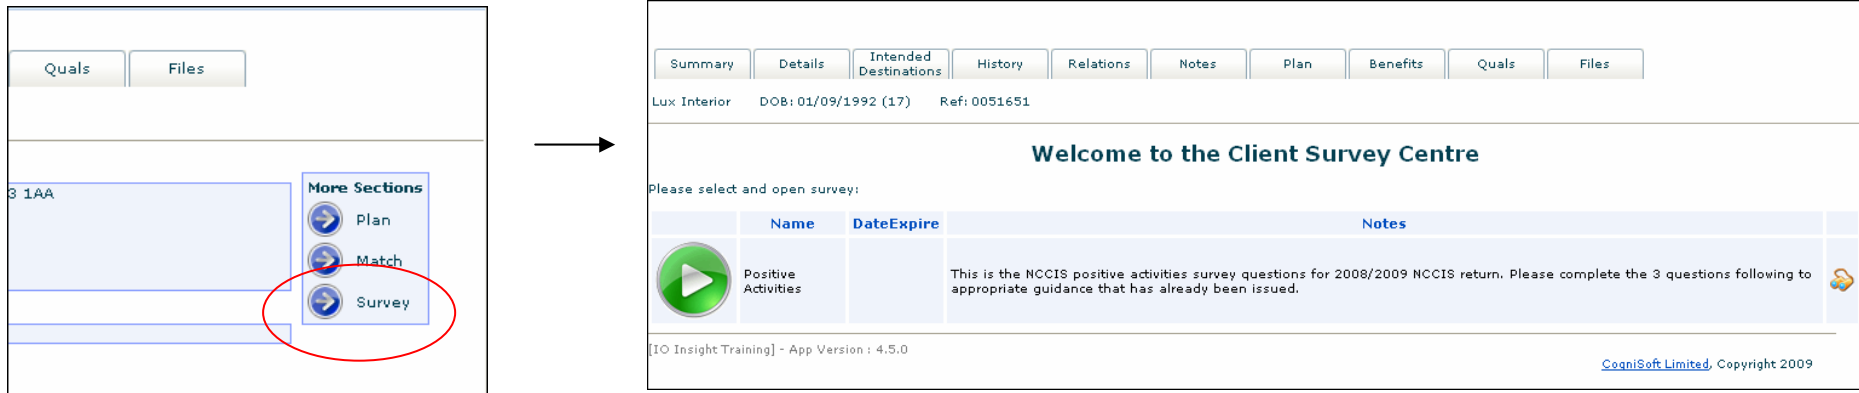 Quals Files
3 1AA
More Sections
Plan
Match
Survey
Summary Details Intended Destinations History Relations Notes Plan Benefits Quals Files
Lux Interior DOB: 01/09/1992 (17) Ref: 0051651
Welcome to the Client Survey Centre
Please select and open survey:
Name DateExpire Notes
Positive
Activities
This is the NCCIS positive activities survey questions for 2008/2009 NCCIS return. Please complete the 3 questions following to
appropriate guidance that has already been issued.
[IO Insight Training] - App Version : 4.5.0
CogniSoft Limited, Copyright 2009